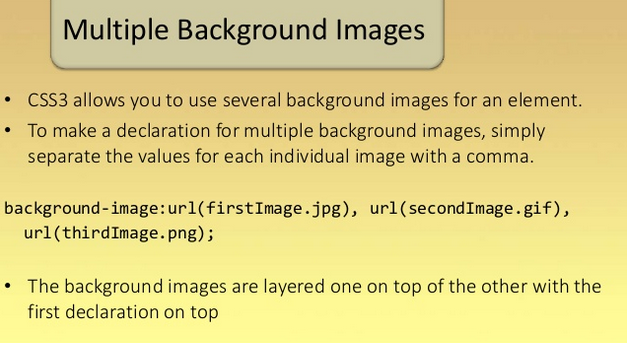 Multiple Background Images
• CSS3 allows you to use several background images for an element.
• To make a declaration for multiple background images, simply
separate the values for each individual image with a comma.
background-image:url(firstImage.jpg), url(secondImage.gif),
url(thirdImage.png);
• The background images are layered one on top of the other with the
first declaration on top